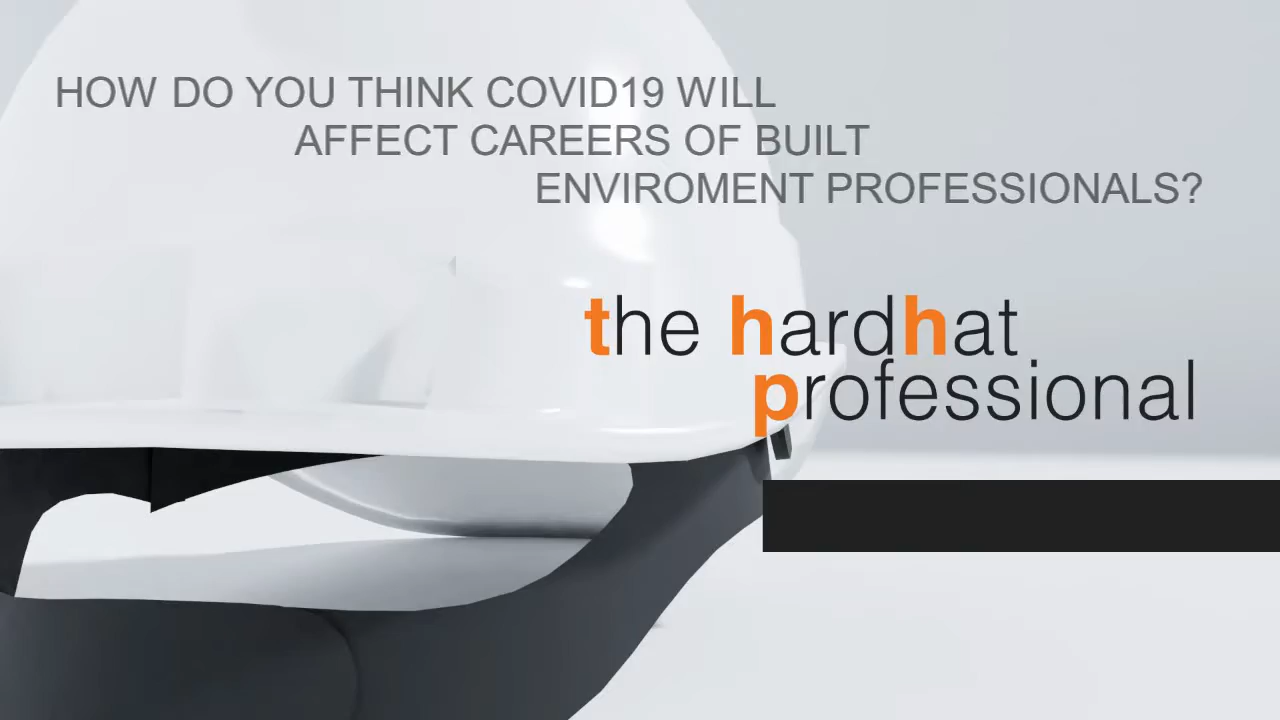 HOW DO YOU THINK COVID19 WILL
AFFECT CAREERS OF BUILT
ENVIROMENT PROFESSIONALS?
the hardhat
professional